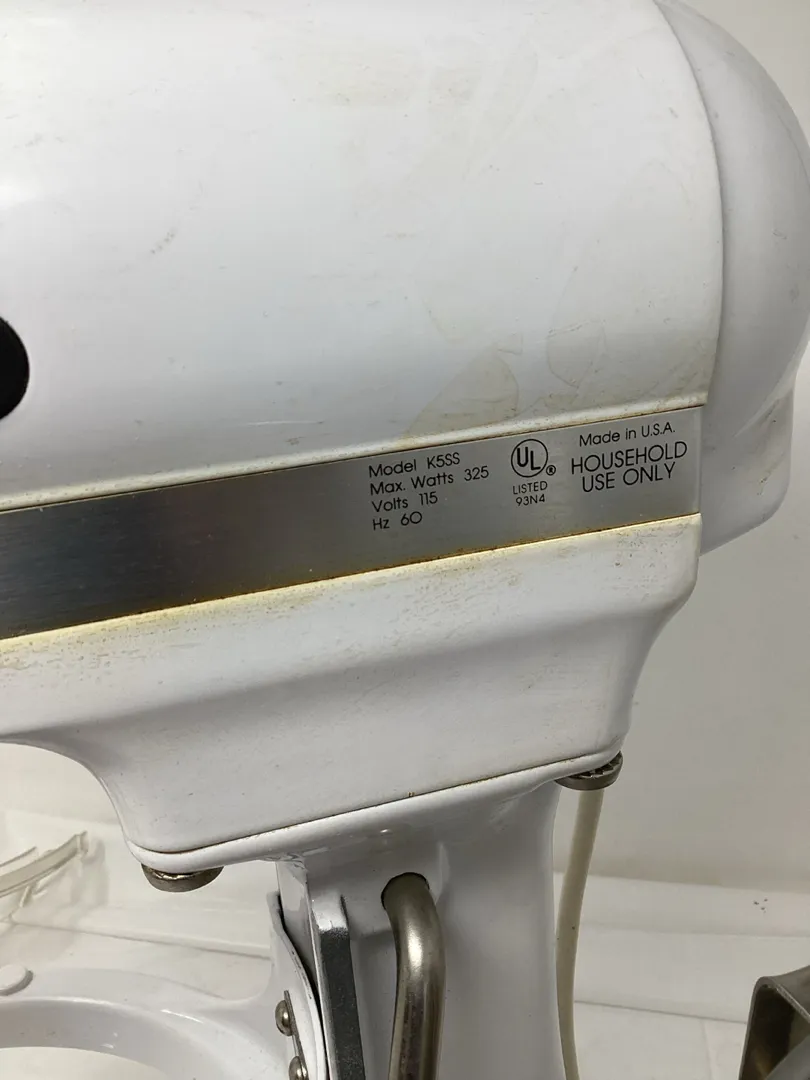 Model K5SS
Max. Watts 325
Volts 115
Hz 60
UL®
LISTED
93N4
Made in U.S.A.
HOUSEHOLD
USE ONLY